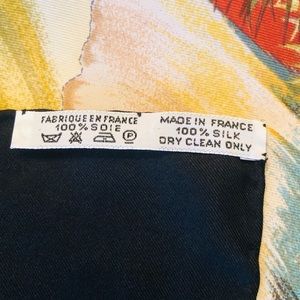 FABRIQUE EN FRANCE
100% SOIE
P
MADE IN FRANCE
100% SILK
DRY CLEAN ONLY